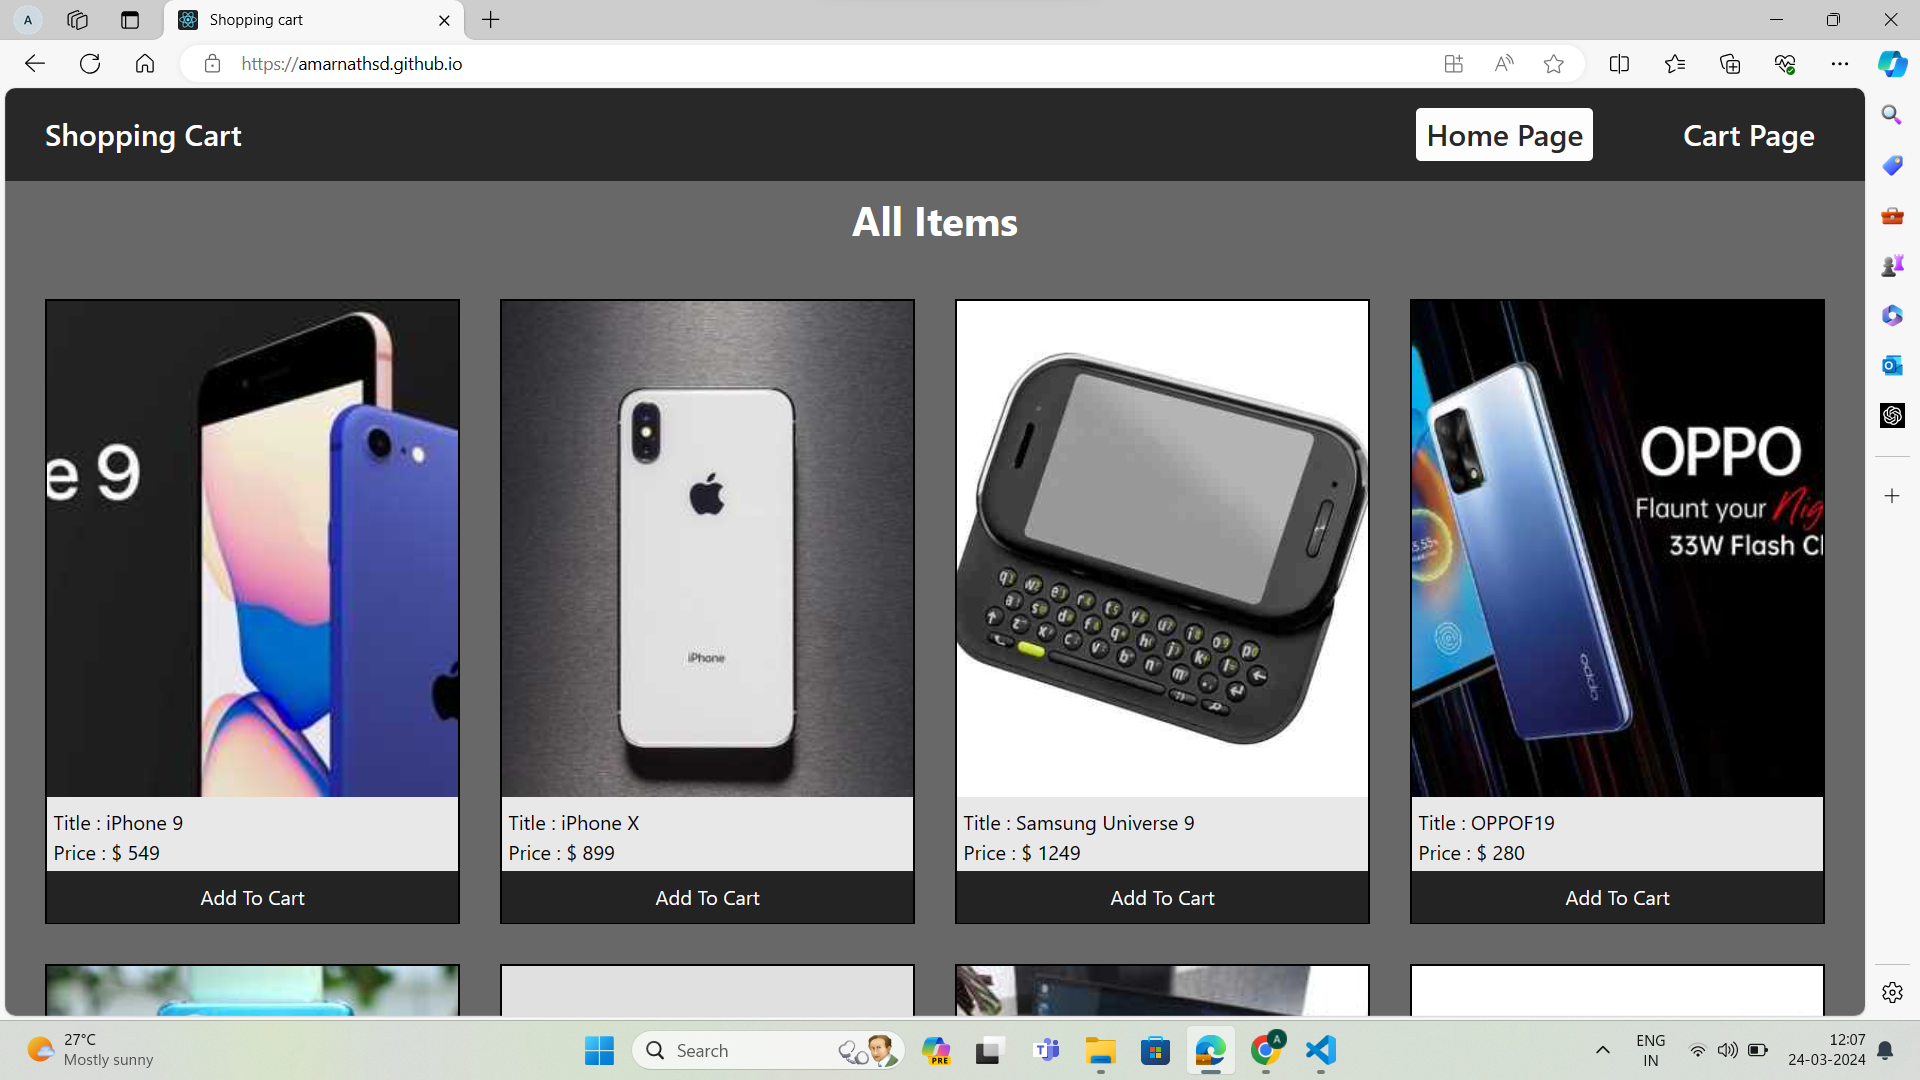 A
Shopping cart
https://amarnathsd.github.io
Shopping Cart
Home Page
Cart Page
All Items
e 9
iPhone
OPPO
Flaunt your Nig
33W Flash Cl
oppo
Title : iPhone 9
Price : $ 549
Add To Cart
Title : iPhone X
Price : $ 899
Add To Cart
Title : Samsung Universe 9
Price : $ 1249
Add To Cart
Title : OPPOF19
Price : $ 280
Add To Cart
27°C
Mostly sunny
Search
PRE
A
ENG
IN
12:07
24-03-2024